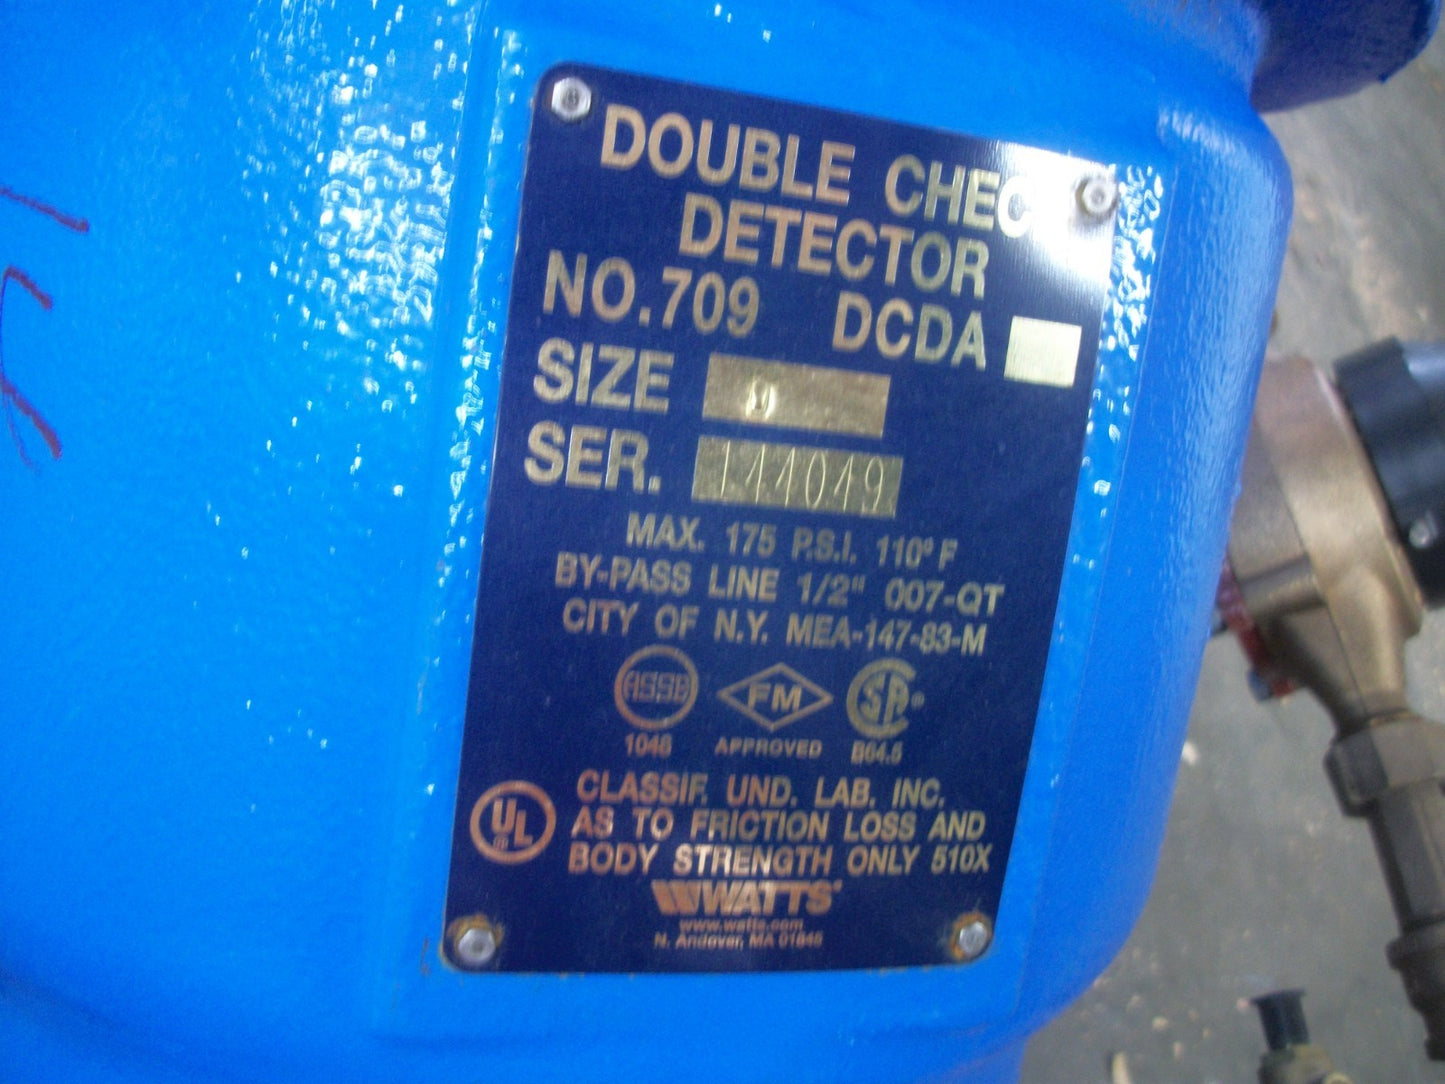 DOUBLE CHEC
DETECTOR
NO.709 DCDA
SIZE
SER. 144049
MAX. 175 P.S.I. 110° F
BY-PASS LINE 1/2" 007-QT
CITY OF N.Y. MEA-147-83-M
ASSE FM SA®
1048 APPROVED B64.5
UL CLASSIF. UND. LAB. INC.
AS TO FRICTION LOSS AND
BODY STRENGTH ONLY 510X
WATTS®
www.watts.com
N. Andover, MA 01845